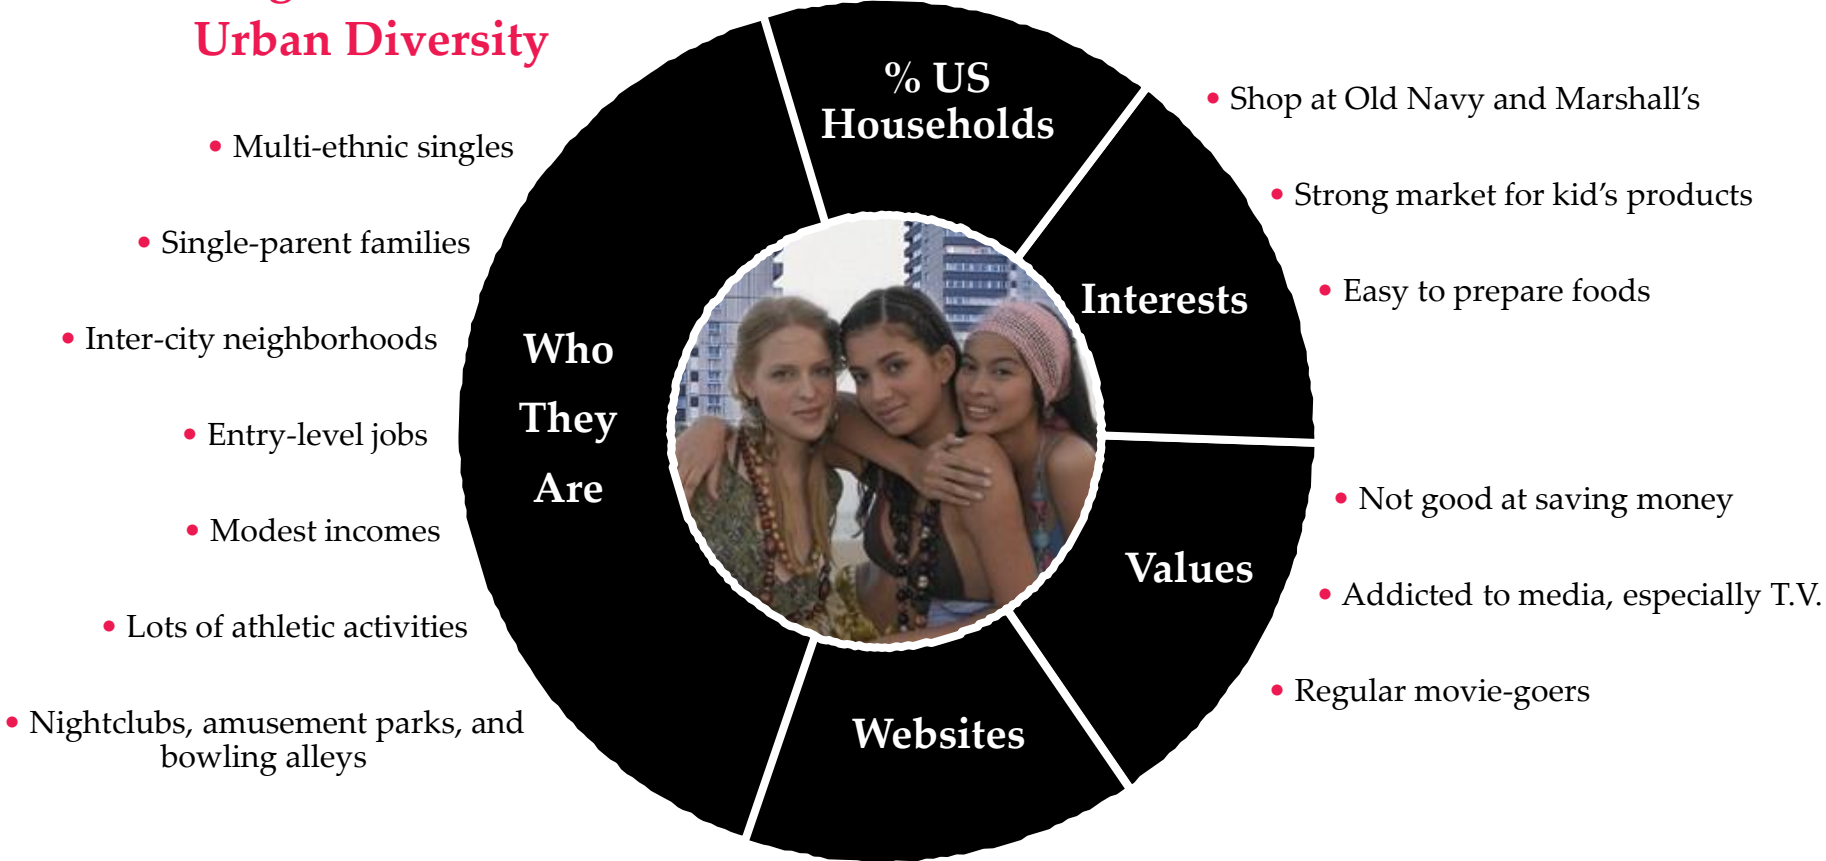 Urban Diversity
• Multi-ethnic singles
• Single-parent families
• Inter-city neighborhoods
• Entry-level jobs
• Modest incomes
• Lots of athletic activities
• Nightclubs, amusement parks, and
bowling alleys
Who
They
Are
% US
Households
Interests
Values
Websites
• Shop at Old Navy and Marshall’s
• Strong market for kid’s products
• Easy to prepare foods
• Not good at saving money
• Addicted to media, especially T.V.
• Regular movie-goers